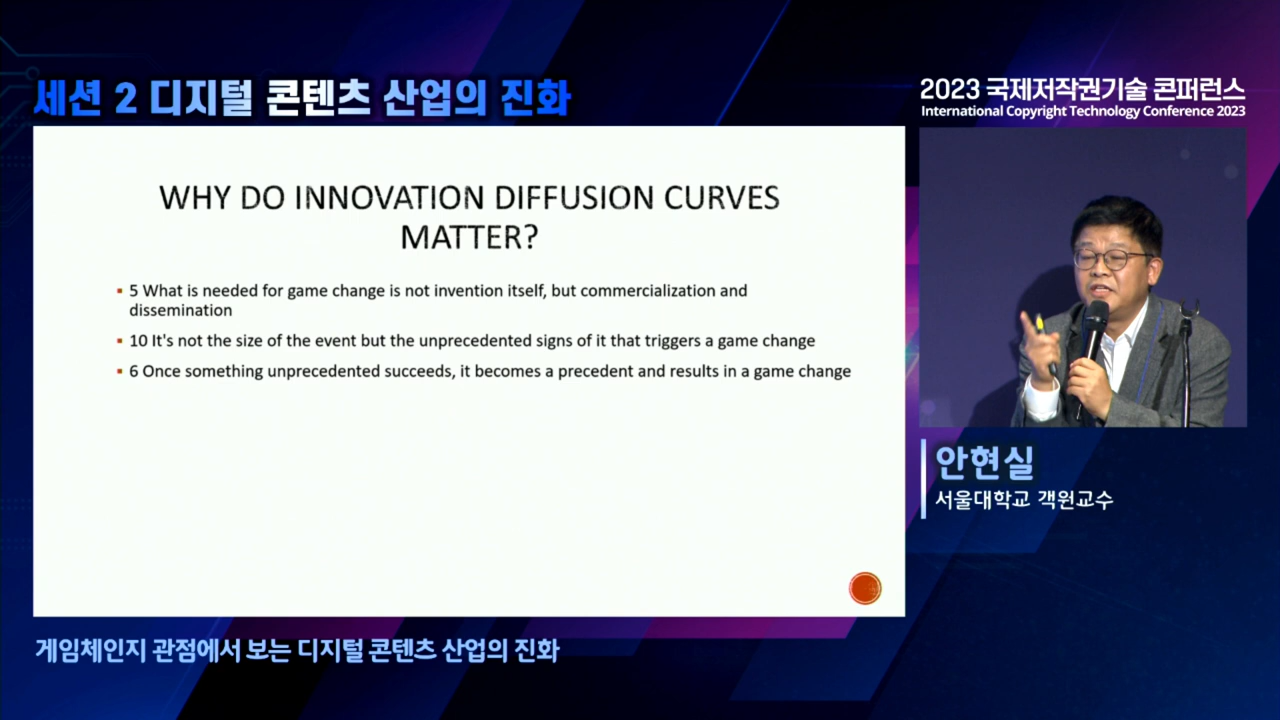 세션 2 디지털 콘텐츠 산업의 진화
2023 국제저작권기술 콘퍼런스
International Copyright Technology Conference 2023
WHY DO INNOVATION DIFFUSION CURVES
MATTER?
5 What is needed for game change is not invention itself, but commercialization and
dissemination
10 It's not the size of the event but the unprecedented signs of it that triggers a game change
6 Once something unprecedented succeeds, it becomes a precedent and results in a game change
안현실
서울대학교 객원교수
게임체인지 관점에서 보는 디지털 콘텐츠 산업의 진화